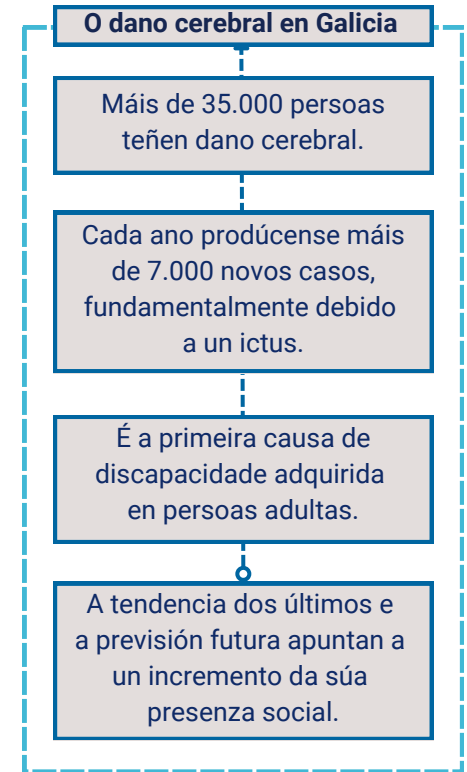 O dano cerebral en Galicia
Máis de 35.000 persoas
teñen dano cerebral.
Cada ano prodúcense máis
de 7.000 novos casos,
fundamentalmente debido
a un ictus.
É a primeira causa de
discapacidade adquirida
en persoas adultas.
A tendencia dos últimos e
a previsión futura apuntan a
un incremento da súa
presenza social.